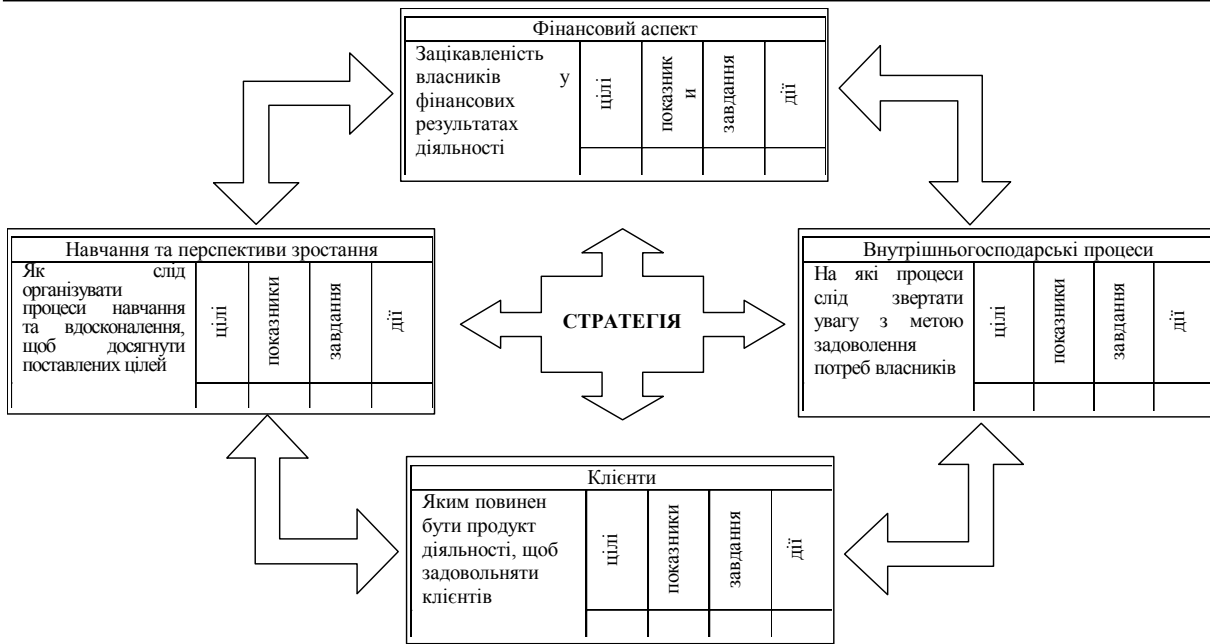 Фінансовий аспект
Зацікавленість
власників у
фінансових
результатах
діяльності
цілі
показник
и
завдання
дії
Навчання та перспективи зростання
Як слід
організувати
процеси навчання
та вдосконалення,
щоб досягнути
поставлених цілей
цілі
показники
завдання
дії
СТРАТЕГІЯ
Внутрішньогосподарські процеси
На які процеси
слід звертати
увагу з метою
задоволення
потреб власників
цілі
показники
завдання
дії
Клієнти
Яким повинен
бути продукт
діяльності, щоб
задовольняти
клієнтів
цілі
показники
завдання
дії